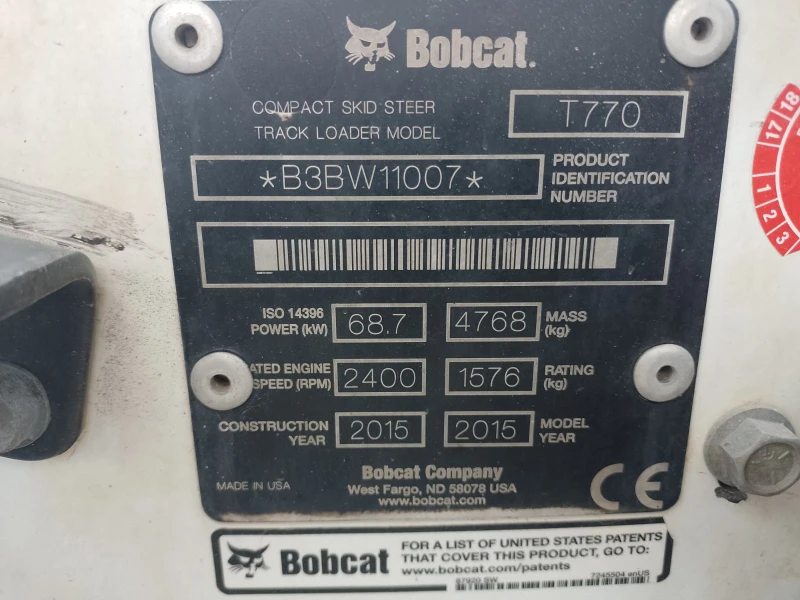 Bobcat.
COMPACT SKID STEER
TRACK LOADER MODEL
T770
*B3BW11007*
PRODUCT
IDENTIFICATION
NUMBER
ISO 14396
POWER (kW)
68.7
4768
MASS
(kg)
ATED ENGINE
SPEED (RPM)
2400
1576
RATING
(kg)
CONSTRUCTION
YEAR
2015
2015
MODEL
YEAR
Bobcat Company
West Fargo, ND 58078 USA
www.bobcat.com
MADE IN USA
CE
17 18
1 2 3
Bobcat
FOR A LIST OF UNITED STATES PATENTS
THAT COVER THIS PRODUCT, GO TO:
www.bobcat.com/patents
7245504 enUS